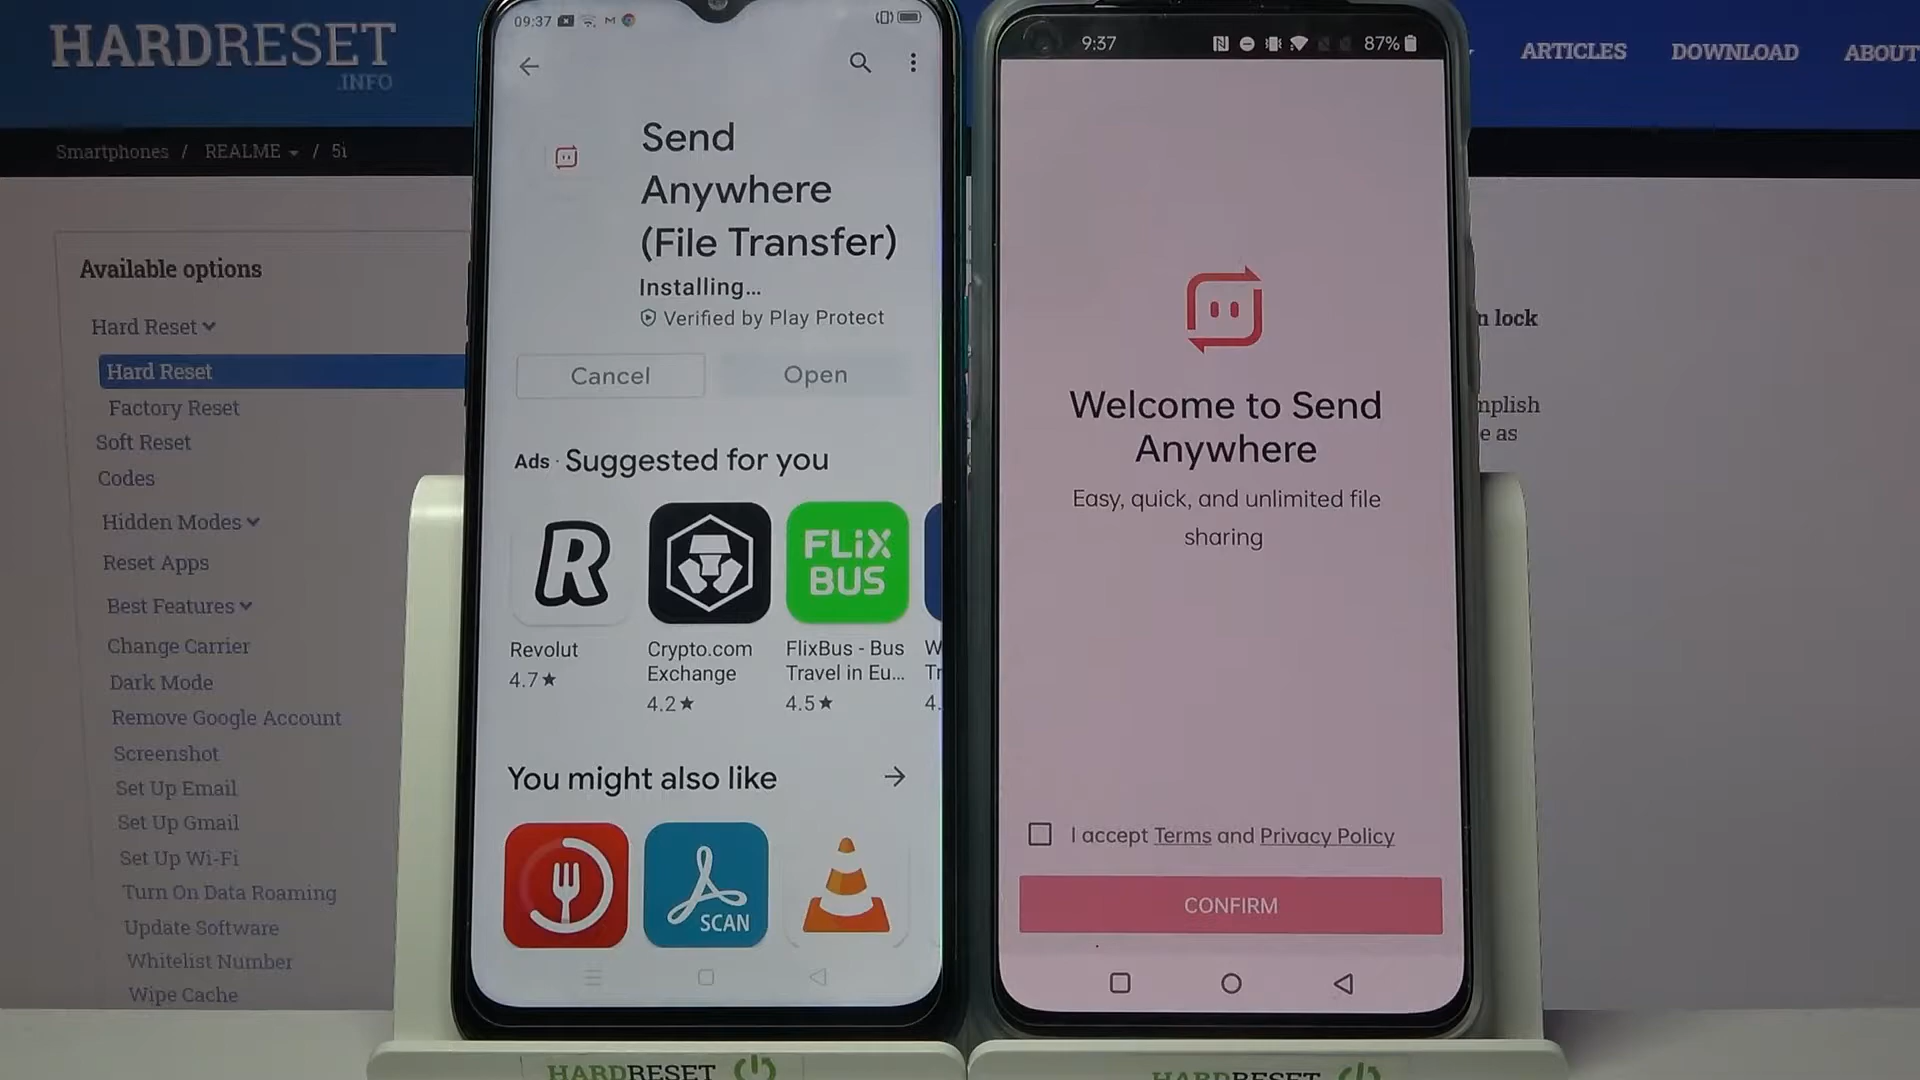 HARDRESET
.INFO
ARTICLES
DOWNLOAD
ABOUT
Smartphones / REALME / 5i
Available options
Hard Reset
Hard Reset
Factory Reset
Soft Reset
Codes
Hidden Modes
Reset Apps
Best Features
Change Carrier
Dark Mode
Remove Google Account
Screenshot
Set Up Email
Set Up Gmail
Set Up Wi-Fi
Turn On Data Roaming
Update Software
Whitelist Number
Wipe Cache
09:37
Send
Anywhere
(File Transfer)
Installing...
Verified by Play Protect
Cancel
Open
Ads · Suggested for you
R
FLiX
BUS
Revolut
4.7★
Crypto.com
Exchange
4.2★
FlixBus - Bus
Travel in Eu...
4.5★
W
Tr
4.
You might also like
SCAN
HARDRESET
9:37
87%
Welcome to Send
Anywhere
Easy, quick, and unlimited file
sharing
I accept Terms and Privacy Policy
CONFIRM
HARDRESET
lock
e as